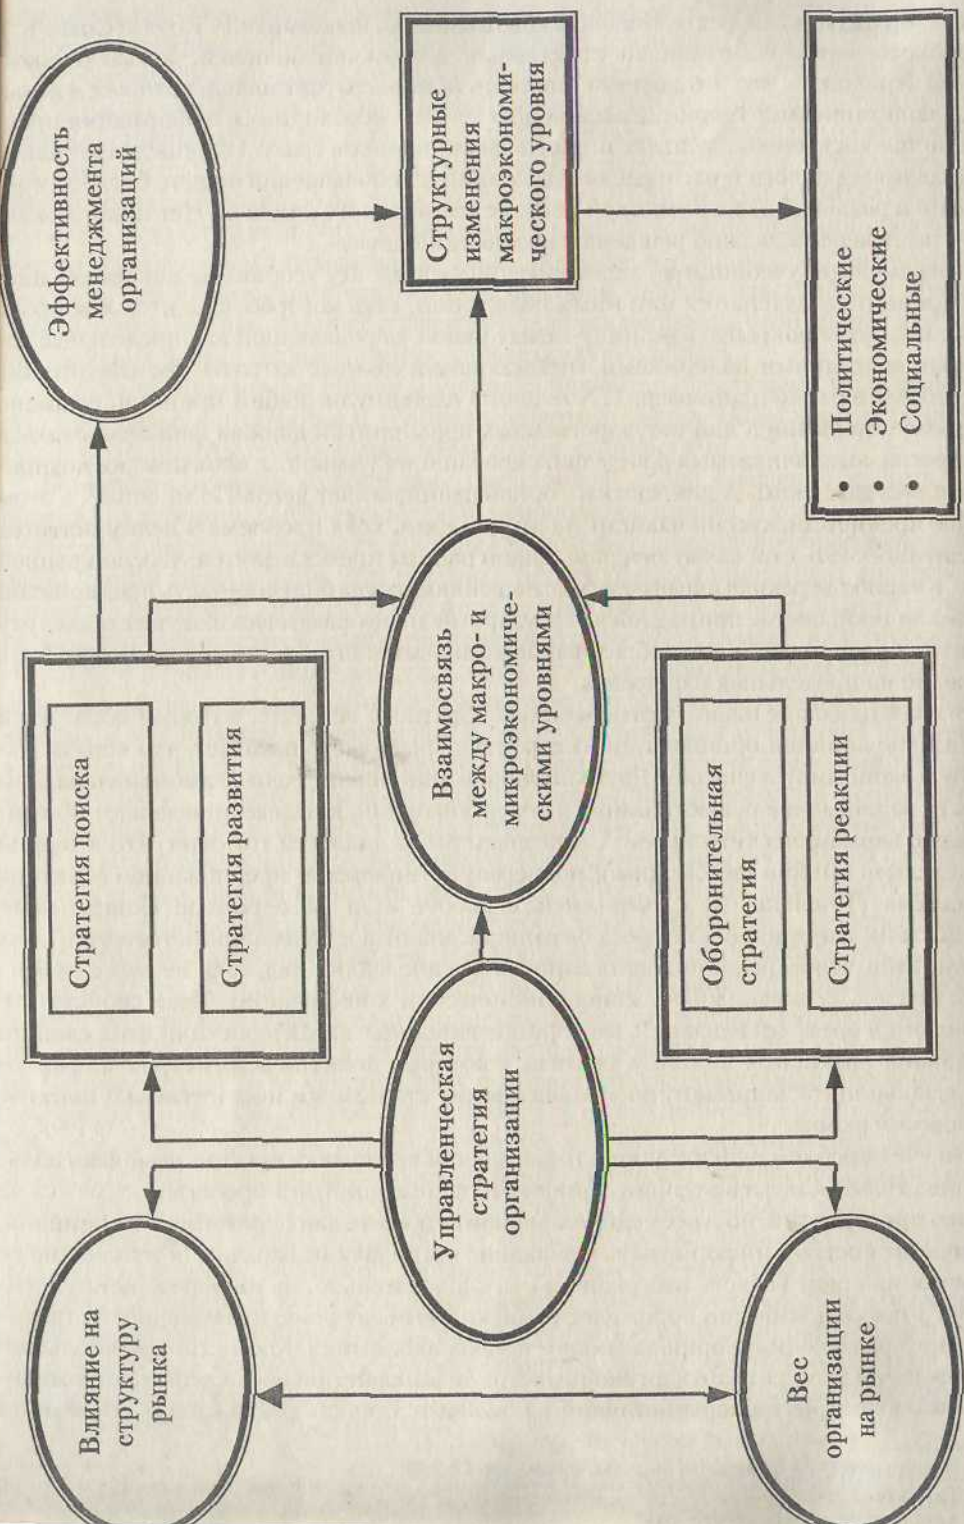 Влияние на
структуру
рынка
Вес
организации
на рынке
Управленческая
стратегия
организации
Стратегия поиска
Стратегия развития
Оборонительная
стратегия
Стратегия реакции
Взаимосвязь
между макро- и
микроэкономиче-
скими уровнями
Эффективность
менеджмента
организаций
Структурные
изменения
макроэкономи-
ческого уровня
• Политические
• Экономические
• Социальные